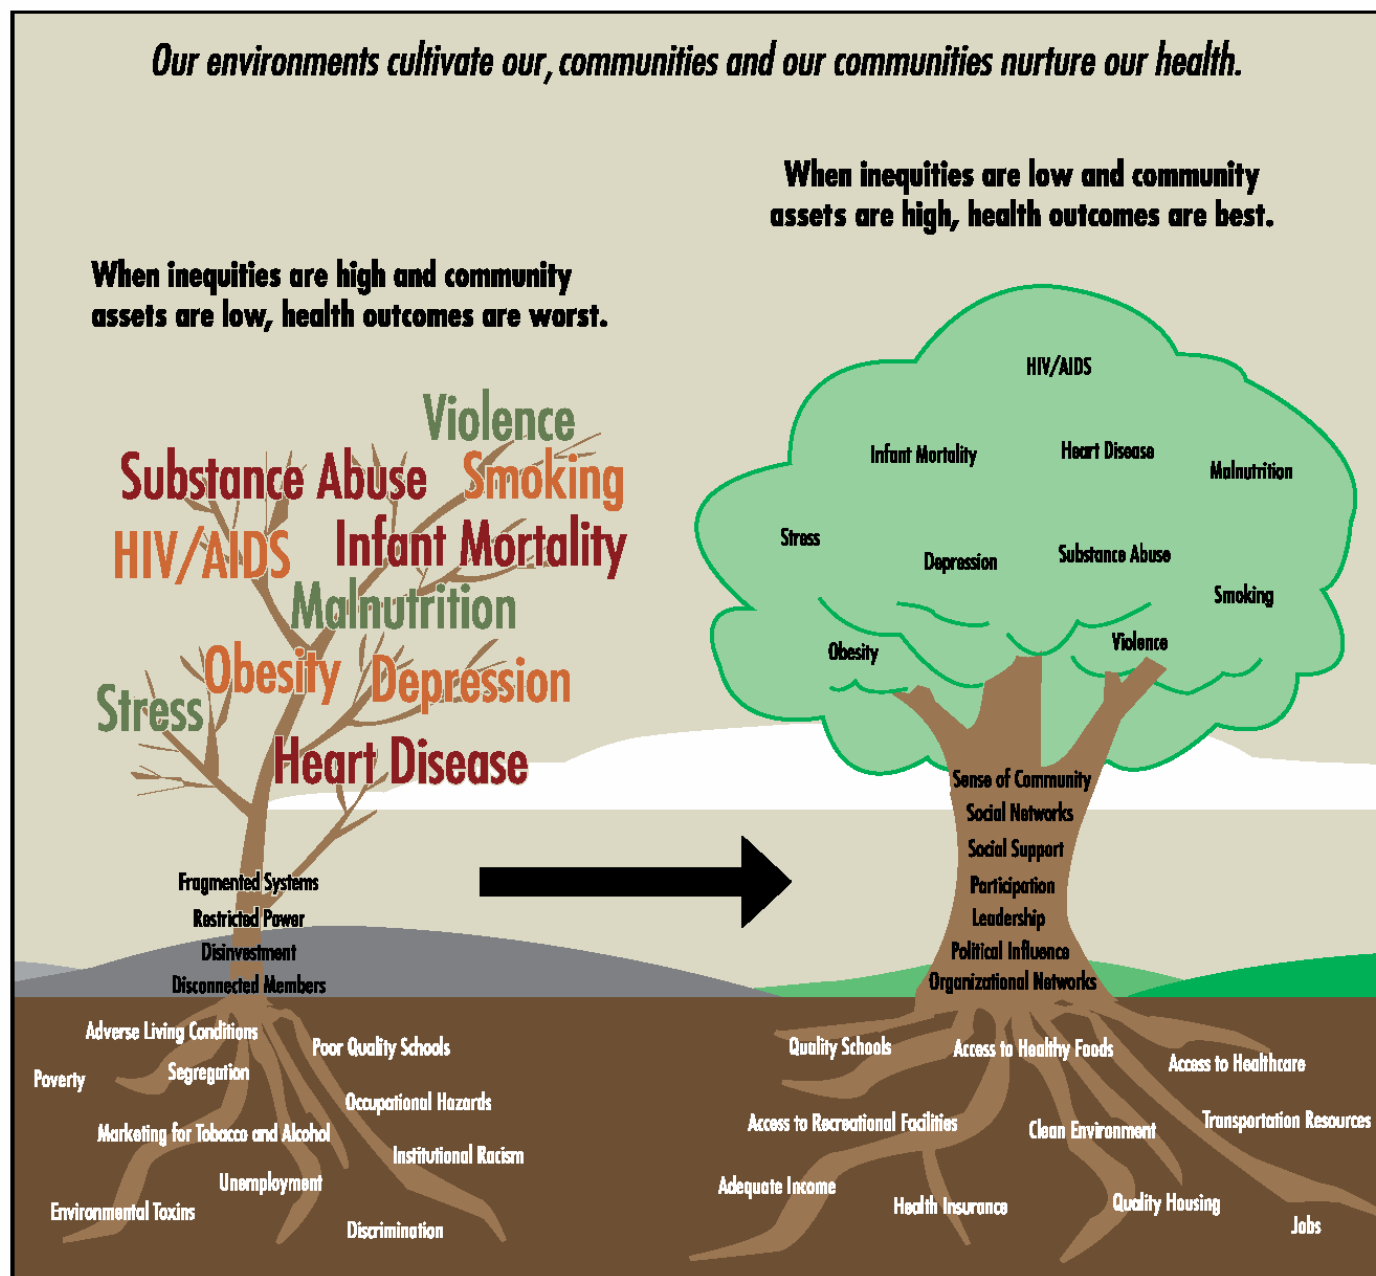 Our environments cultivate our, communities and our communities nurture our health.
When inequities are high and community
assets are low, health outcomes are worst.
Violence
Substance Abuse
Smoking
HIV/AIDS
Infant Mortality
Malnutrition
Obesity
Depression
Stress
Heart Disease
Fragmented Systems
Restricted Power
Disinvestment
Disconnected Members
Adverse Living Conditions
Poor Quality Schools
Poverty
Segregation
Occupational Hazards
Marketing for Tobacco and Alcohol
Institutional Racism
Unemployment
Environmental Toxins
Discrimination
When inequities are low and community
assets are high, health outcomes are best.
HIV/AIDS
Infant Mortality
Heart Disease
Malnutrition
Stress
Depression
Substance Abuse
Smoking
Obesity
Violence
Sense of Community
Social Networks
Social Support
Participation
Leadership
Political Influence
Organizational Networks
Quality Schools
Access to Healthy Foods
Access to Healthcare
Access to Recreational Facilities
Clean Environment
Transportation Resources
Adequate Income
Health Insurance
Quality Housing
Jobs